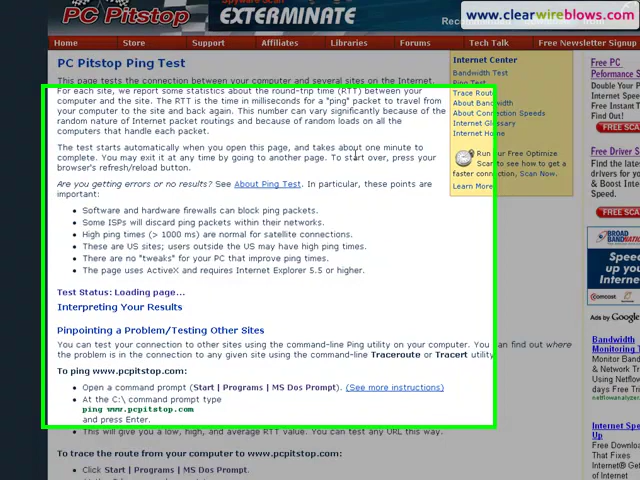 PC Pitstop
Spyware Scan
EXTERMINATE
www.clearwireblows.com
Home Store Support Affiliates Libraries Forums Tech Talk Free Newsletter Signup
PC Pitstop Ping Test
This page tests the connection between your computer and several sites on the Internet.
For each site, we report some statistics about the round-trip time (RTT) between your
computer and the site. The RTT is the time in milliseconds for a "ping" packet to travel from
your computer to the site and back again. This number can vary significantly because of the
random nature of Internet packet routings and because of random loads on all the
computers that handle each packet.
The test starts automatically when you open this page, and takes about one minute to
complete. You may exit it at any time by going to another page. To start over, press your
browser's refresh/reload button.
Are you getting errors or no results? See About Ping Test. In particular, these points are
important:
Software and hardware firewalls can block ping packets.
Some ISPs will discard ping packets within their networks.
High ping times (> 1000 ms) are normal for satellite connections.
These are US sites; users outside the US may have high ping times.
There are no "tweaks" for your PC that improve ping times.
The page uses ActiveX and requires Internet Explorer 5.5 or higher.
Test Status: Loading page...
Interpreting Your Results
Pinpointing a Problem/Testing Other Sites
You can test your connection to other sites using the command-line Ping utility on your computer. You can find out where
the problem is in the connection to any given site using the command-line Traceroute or Tracert utility
To ping www.pcpitstop.com:
Open a command prompt (Start | Programs | MS Dos Prompt). (See more instructions)
At the C:\ command prompt type
ping www.pcpitstop.com
and press Enter.
This will give you a low, high, and average RTT value. You can test any URL this way.
To trace the route from your computer to www.pcpitstop.com:
Click Start | Programs | MS Dos Prompt.
Internet Center
Bandwidth Test
Ping Test
Trace Route
About Bandwidth
About Connection Speeds
Internet Glossary
Internet Home
Run our Free Optimize
Scan to see how to get a
faster connection, Scan Now.
Learn More
Free PC
Peformance S
Double Your P
Internet Speed
Free Instant T
Find Out
FREE SC
Free Driver S
Outdated Driv
& Boost Inter
FREE SC
BROAD
BANDNATIO
Speed
up you
Intern
Comcast
Ads by Google
Bandwidth
Monitoring T
Monitor Band
& Network Tra
Usage. Netflo
days Free Tri
netflowanalyzer.
Internet Spe
Up
Free Download
That Fixes
Internet® Ge
of Internet